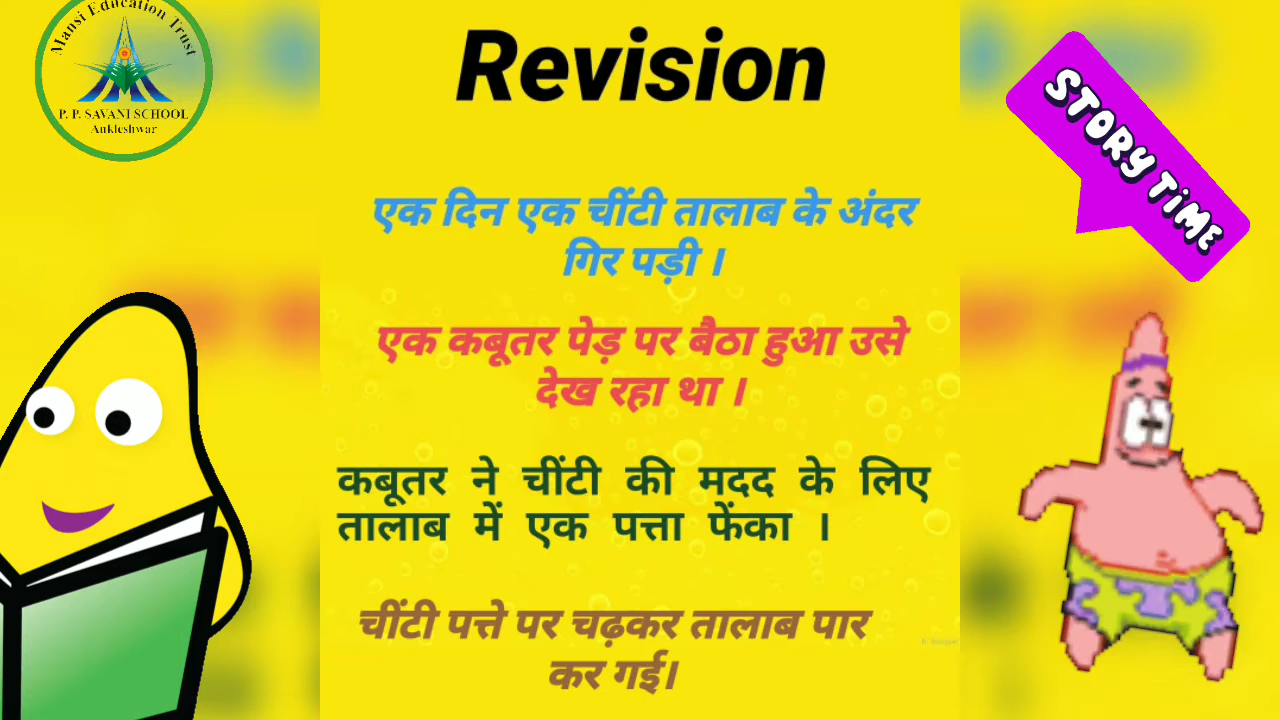 Mansi Education Trust
P. P. SAVANI SCHOOL
Ankleshwar
Revision
STORY TIME
एक दिन एक चींटी तालाब के अंदर
गिर पड़ी ।
एक कबूतर पेड़ पर बैठा हुआ उसे
देख रहा था ।
कबूतर ने चींटी की मदद के लिए
तालाब में एक पत्ता फेंका ।
चींटी पत्ते पर चढ़कर तालाब पार
कर गई।